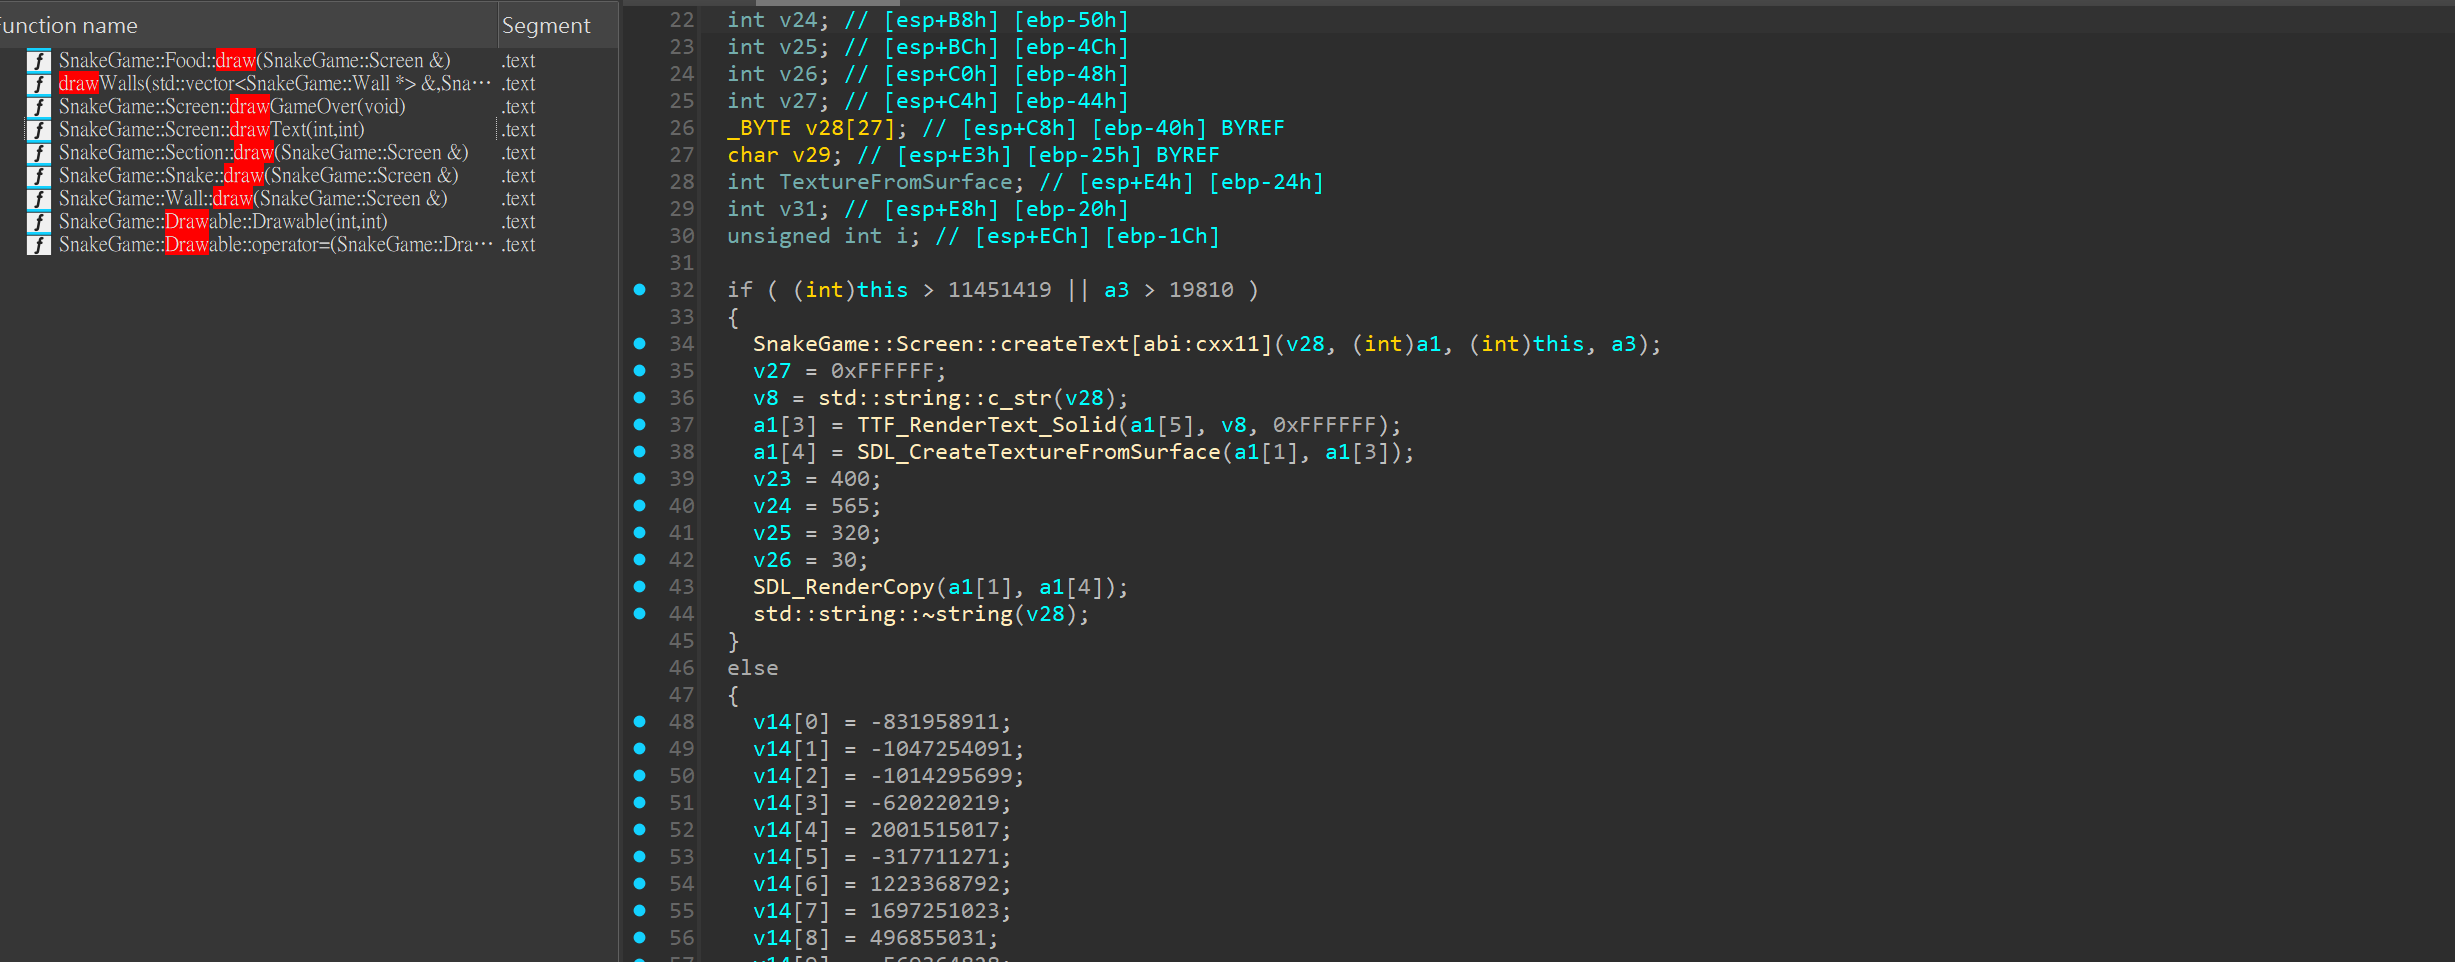 Function name Segment
SnakeGame::Food::draw(SnakeGame::Screen &) .text
drawWalls(std::vector<SnakeGame::Wall *> &,Sna… .text
SnakeGame::Screen::drawGameOver(void) .text
SnakeGame::Screen::drawText(int,int) .text
SnakeGame::Section::draw(SnakeGame::Screen &) .text
SnakeGame::Snake::draw(SnakeGame::Screen &) .text
SnakeGame::Wall::draw(SnakeGame::Screen &) .text
SnakeGame::Drawable::Drawable(int,int) .text
SnakeGame::Drawable::operator=(SnakeGame::Dra… .text
22 int v24; // [esp+B8h] [ebp-50h]
23 int v25; // [esp+BCh] [ebp-4Ch]
24 int v26; // [esp+C0h] [ebp-48h]
25 int v27; // [esp+C4h] [ebp-44h]
26 _BYTE v28[27]; // [esp+C8h] [ebp-40h] BYREF
27 char v29; // [esp+E3h] [ebp-25h] BYREF
28 int TextureFromSurface; // [esp+E4h] [ebp-24h]
29 int v31; // [esp+E8h] [ebp-20h]
30 unsigned int i; // [esp+ECh] [ebp-1Ch]
31
32 if ( (int)this > 11451419 || a3 > 19810 )
33 {
34 SnakeGame::Screen::createText[abi:cxx11](v28, (int)a1, (int)this, a3);
35 v27 = 0xFFFFFF;
36 v8 = std::string::c_str(v28);
37 a1[3] = TTF_RenderText_Solid(a1[5], v8, 0xFFFFFF);
38 a1[4] = SDL_CreateTextureFromSurface(a1[1], a1[3]);
39 v23 = 400;
40 v24 = 565;
41 v25 = 320;
42 v26 = 30;
43 SDL_RenderCopy(a1[1], a1[4]);
44 std::string::~string(v28);
45 }
46 else
47 {
48 v14[0] = -831958911;
49 v14[1] = -1047254091;
50 v14[2] = -1014295699;
51 v14[3] = -620220219;
52 v14[4] = 2001515017;
53 v14[5] = -317711271;
54 v14[6] = 1223368792;
55 v14[7] = 1697251023;
56 v14[8] = 496855031;